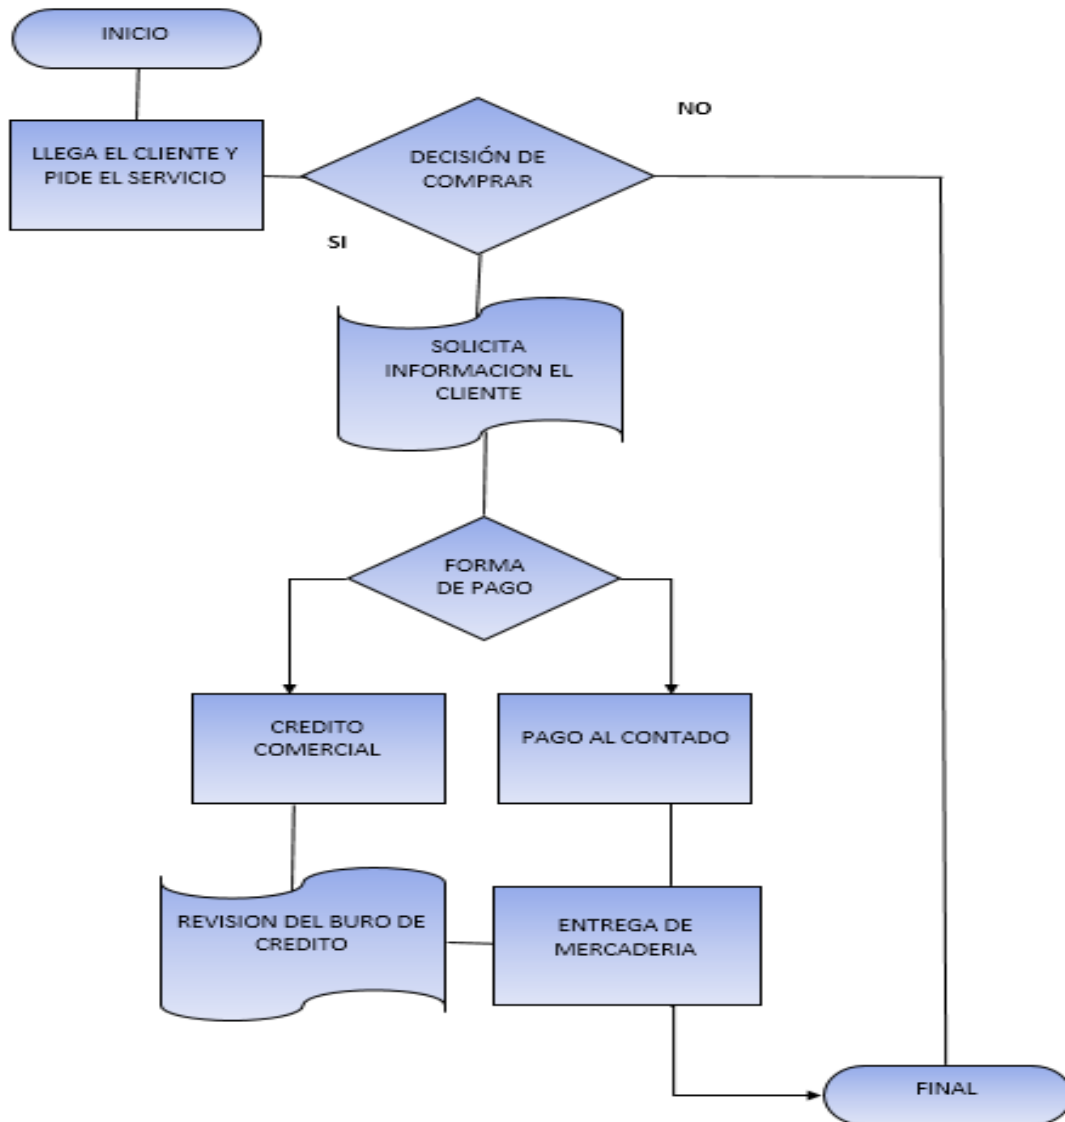 INICIO
LLEGA EL CLIENTE Y
PIDE EL SERVICIO
DECISIÓN DE
COMPRAR
NO
SI
SOLICITA
INFORMACION EL
CLIENTE
FORMA
DE PAGO
CREDITO
COMERCIAL
PAGO AL CONTADO
REVISION DEL BURO DE
CREDITO
ENTREGA DE
MERCADERIA
FINAL